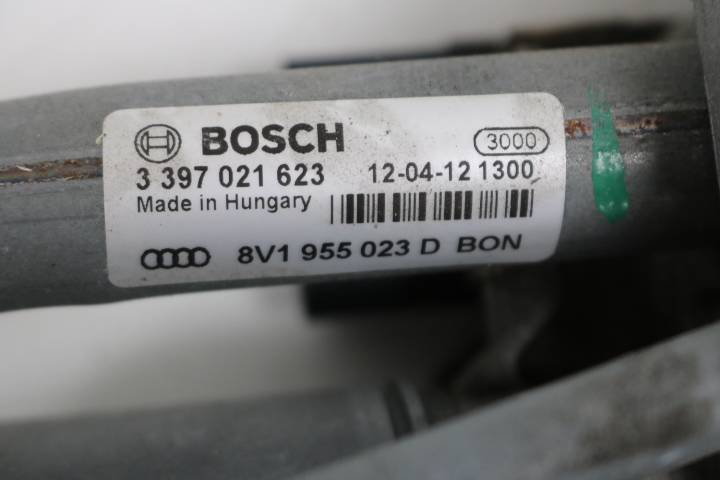 BOSCH 3000
3 397 021 623 12-04-12 1300
Made in Hungary
8V1 955 023 D BON